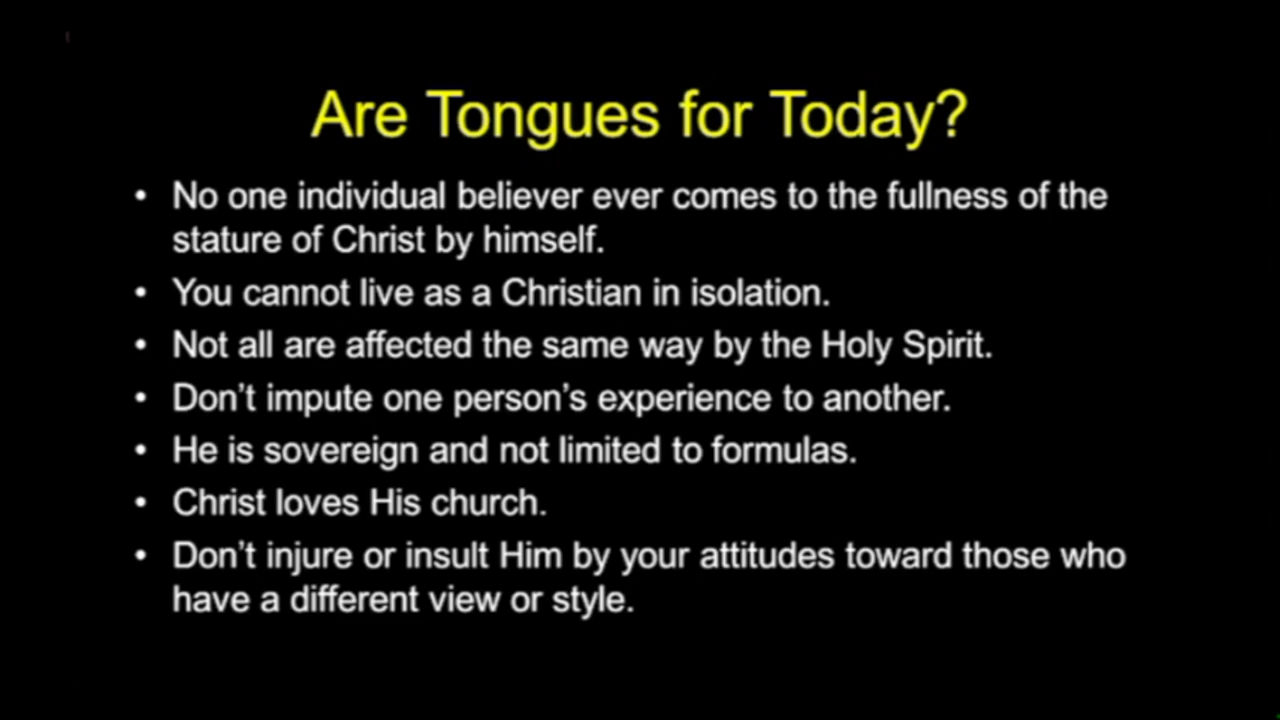 Are Tongues for Today?
• No one individual believer ever comes to the fullness of the
stature of Christ by himself.
• You cannot live as a Christian in isolation.
• Not all are affected the same way by the Holy Spirit.
• Don’t impute one person’s experience to another.
• He is sovereign and not limited to formulas.
• Christ loves His church.
• Don’t injure or insult Him by your attitudes toward those who
have a different view or style.